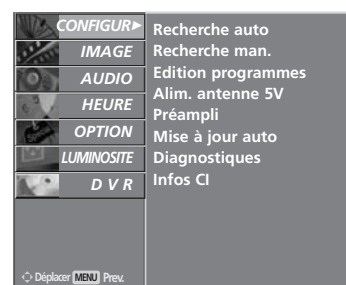 CONFIGUR►
IMAGE
AUDIO
HEURE
OPTION
LUMINOSITE
D V R
Recherche auto
Recherche man.
Edition programmes
Alim. antenne 5V
Préampli
Mise à jour auto
Diagnostiques
Infos CI
Déplacer MENU Prev.